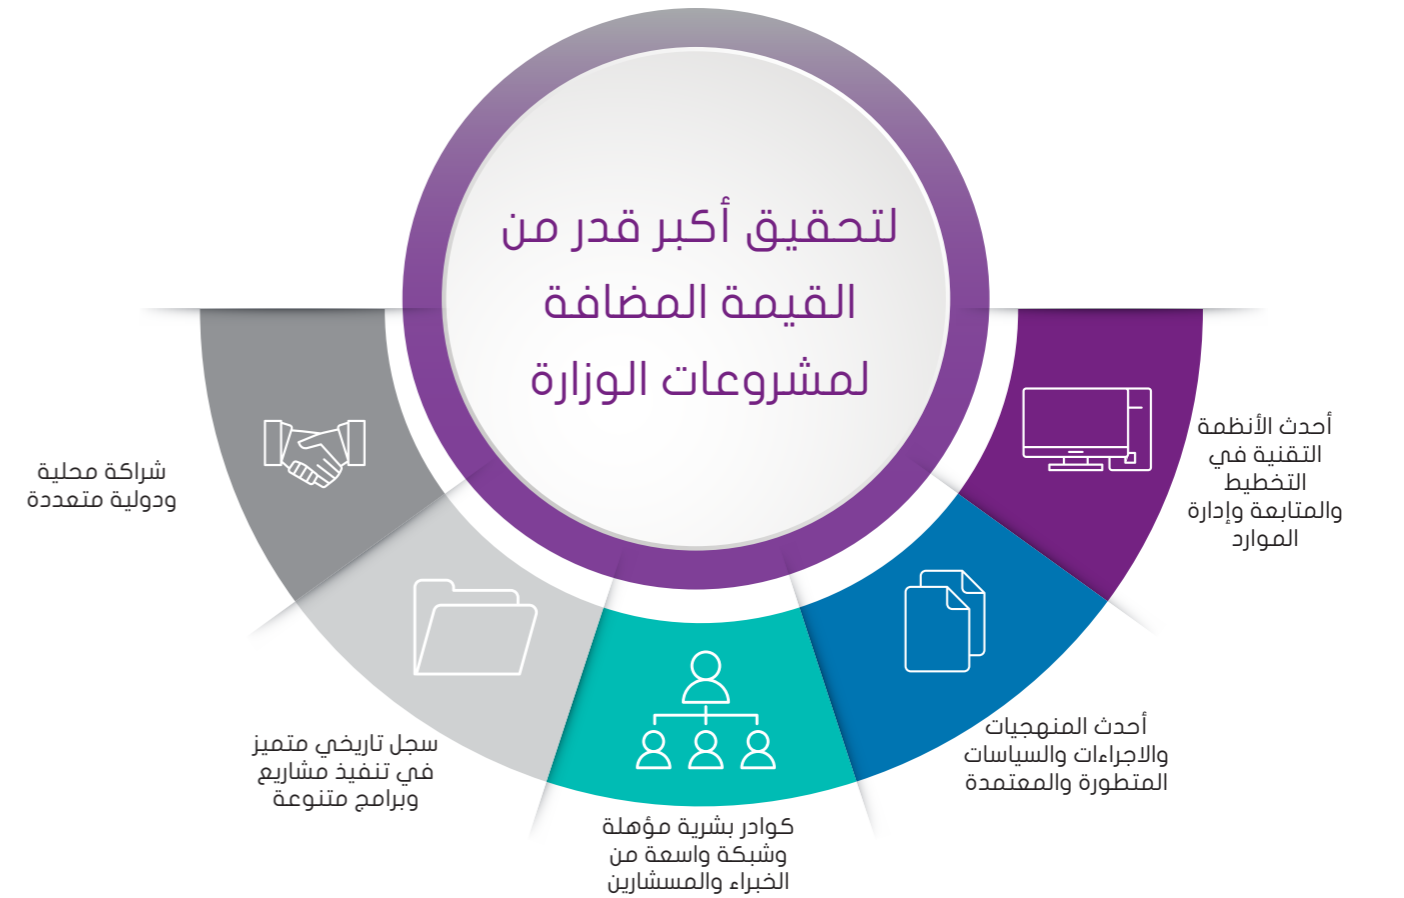 لتحقيق أكبر قدر من
القيمة المضافة
لمشروعات الوزارة
أحدث الأنظمة
التقنية في
التخطيط
والمتابعة وإدارة
الموارد
أحدث المنهجيات
والاجراءات والسياسات
المتطورة والمعتمدة
كوادر بشرية مؤهلة
وشبكة واسعة من
الخبراء والمسشارين
سجل تاريخي متميز
في تنفيذ مشاريع
وبرامج متنوعة
شراكة محلية
ودولية متعددة